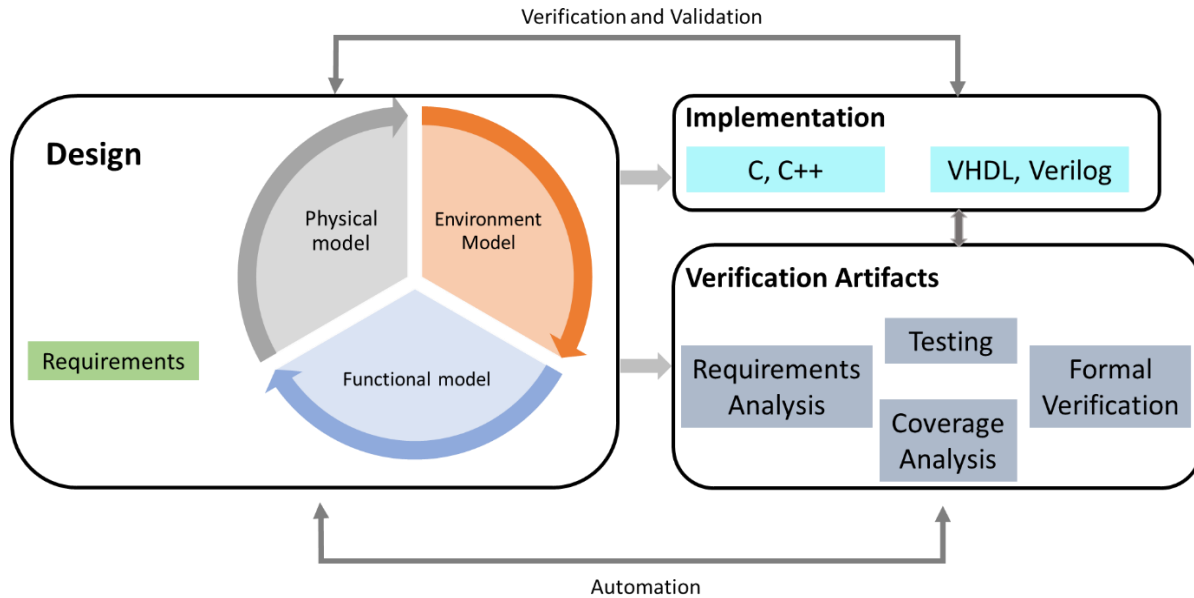 Verification and Validation
Design
Physical
model
Environment
Model
Functional model
Requirements
Implementation
C, C++
VHDL, Verilog
Verification Artifacts
Testing
Requirements
Analysis
Formal
Verification
Coverage
Analysis
Automation